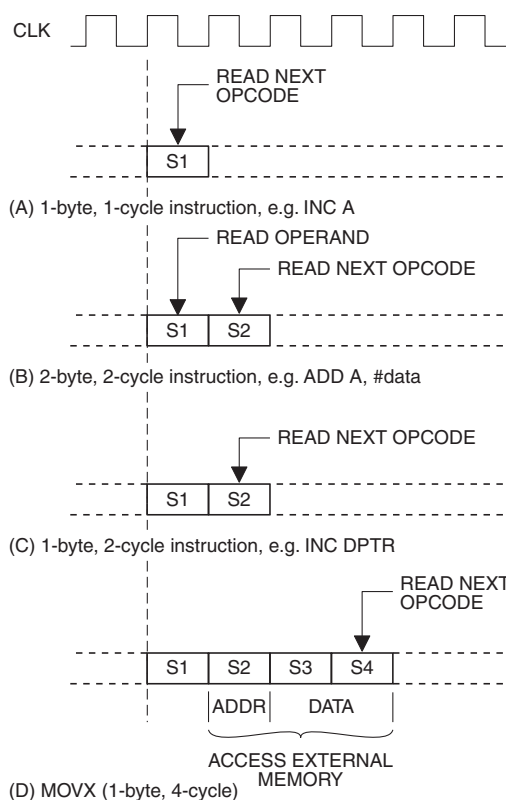 CLK
READ NEXT
OPCODE
S1
(A) 1-byte, 1-cycle instruction, e.g. INC A
READ OPERAND
READ NEXT OPCODE
S1 S2
(B) 2-byte, 2-cycle instruction, e.g. ADD A, #data
READ NEXT OPCODE
S1 S2
(C) 1-byte, 2-cycle instruction, e.g. INC DPTR
READ NEXT
OPCODE
S1 S2 S3 S4
ADDR DATA
ACCESS EXTERNAL
MEMORY
(D) MOVX (1-byte, 4-cycle)